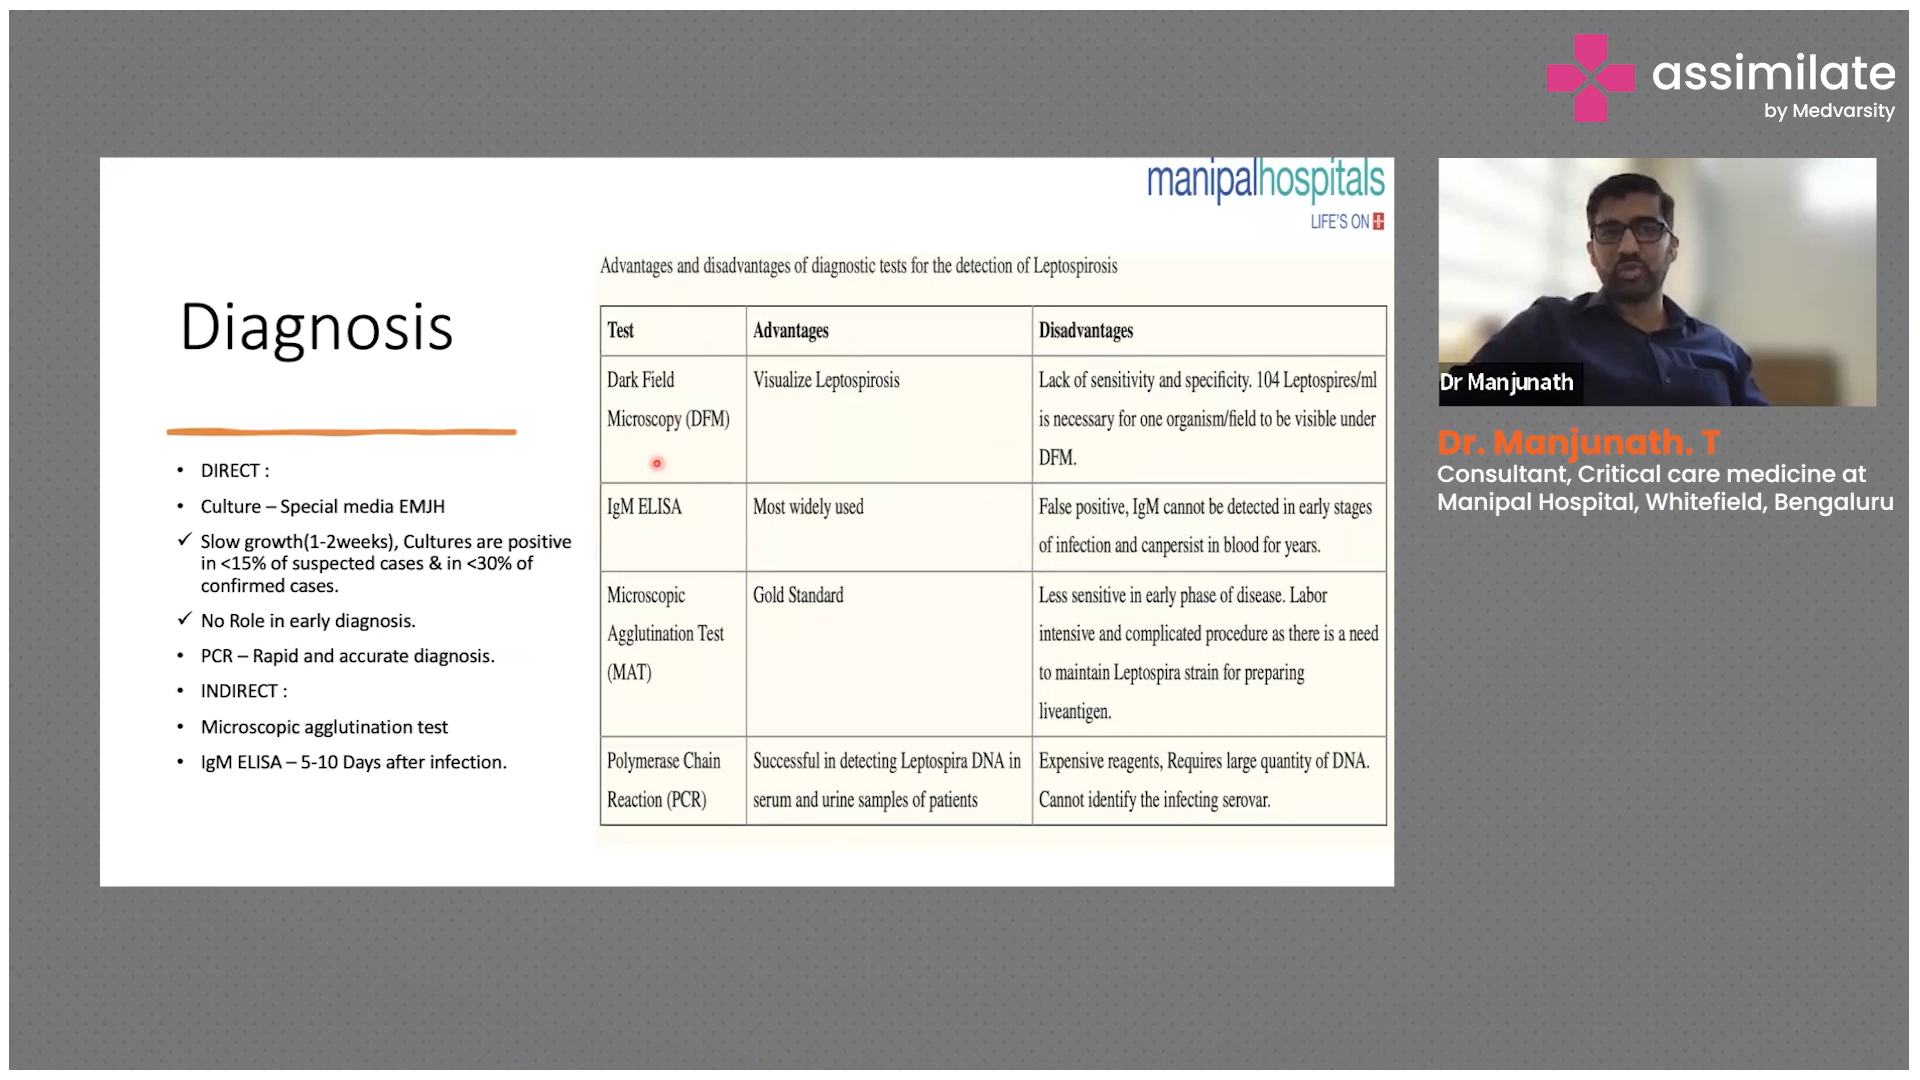 assimilate
by Medvarsity
manipalhospitals
LIFE'S ON
Diagnosis
• DIRECT :
• Culture – Special media EMJH
✓ Slow growth(1-2weeks), Cultures are positive
in <15% of suspected cases & in <30% of
confirmed cases.
✓ No Role in early diagnosis.
• PCR – Rapid and accurate diagnosis.
• INDIRECT :
• Microscopic agglutination test
• IgM ELISA – 5-10 Days after infection.
Advantages and disadvantages of diagnostic tests for the detection of Leptospirosis
Test
Advantages
Disadvantages
Dark Field
Microscopy (DFM)
Visualize Leptospirosis
Lack of sensitivity and specificity. 104 Leptospires/ml
is necessary for one organism/field to be visible under
DFM.
IgM ELISA
Most widely used
False positive, IgM cannot be detected in early stages
of infection and canpersist in blood for years.
Microscopic
Agglutination Test
(MAT)
Gold Standard
Less sensitive in early phase of disease. Labor
intensive and complicated procedure as there is a need
to maintain Leptospira strain for preparing
liveantigen.
Polymerase Chain
Reaction (PCR)
Successful in detecting Leptospira DNA in
serum and urine samples of patients
Expensive reagents, Requires large quantity of DNA.
Cannot identify the infecting serovar.
Dr Manjunath
Dr. Manjunath. T
Consultant, Critical care medicine at
Manipal Hospital, Whitefield, Bengaluru